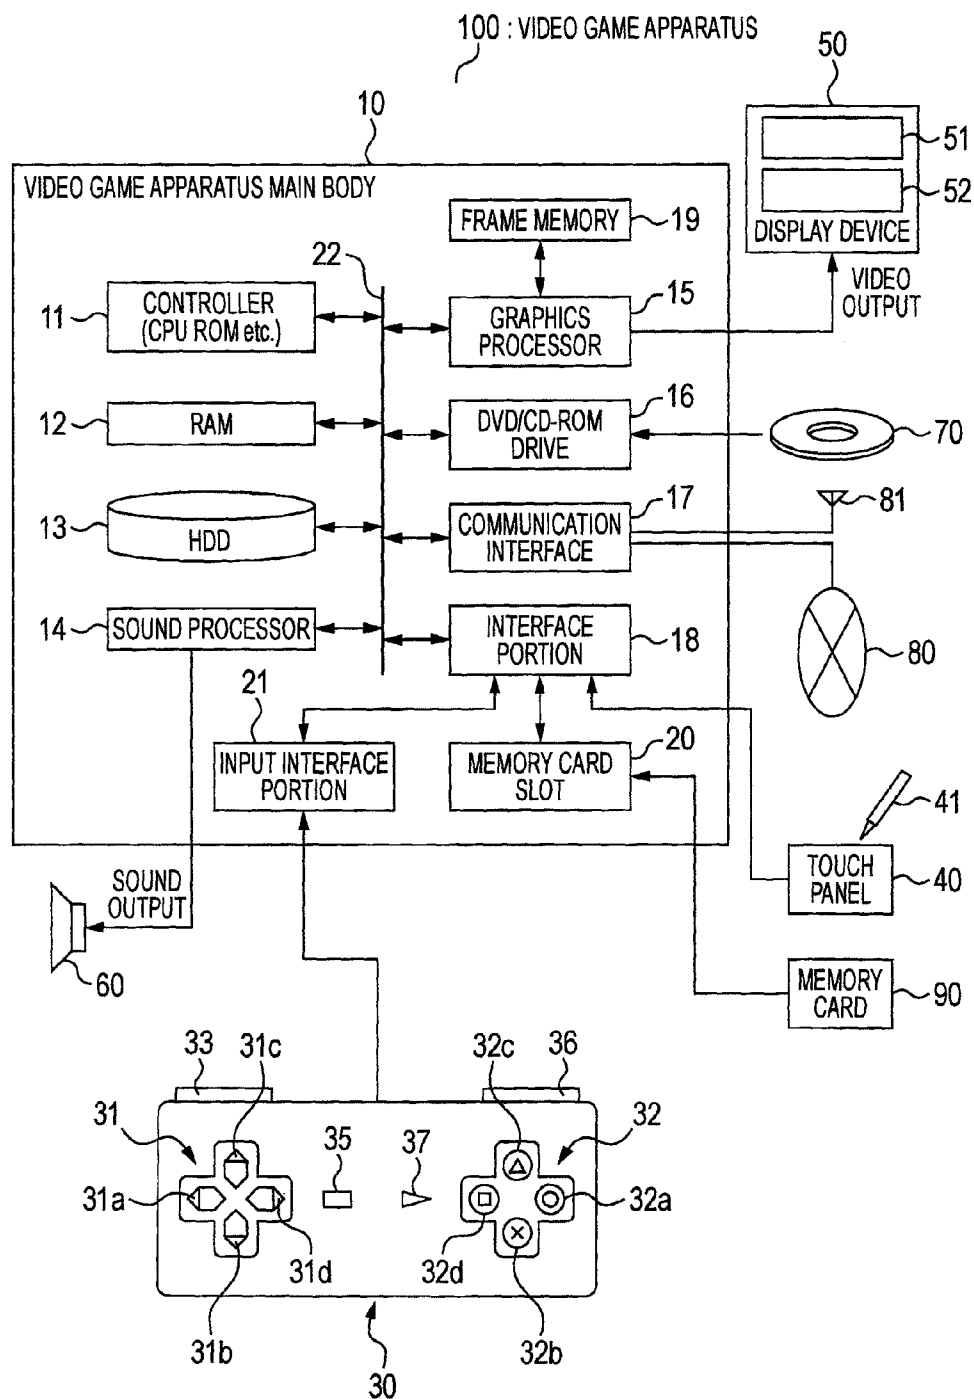 100 : VIDEO GAME APPARATUS
50
10
51
VIDEO GAME APPARATUS MAIN BODY
52
FRAME MEMORY
19
DISPLAY DEVICE
22
VIDEO
OUTPUT
11
CONTROLLER
(CPU ROM etc.)
15
GRAPHICS
PROCESSOR
16
12
RAM
DVD/CD-ROM
DRIVE
70
17
81
13
HDD
COMMUNICATION
INTERFACE
14
SOUND PROCESSOR
INTERFACE
PORTION
18
80
21
20
INPUT INTERFACE
PORTION
MEMORY CARD
SLOT
41
TOUCH
PANEL
40
SOUND
OUTPUT
60
MEMORY
CARD
90
33
31c
32c
36
31
35
37
32
31a
32a
31d
32d
31b
32b
30